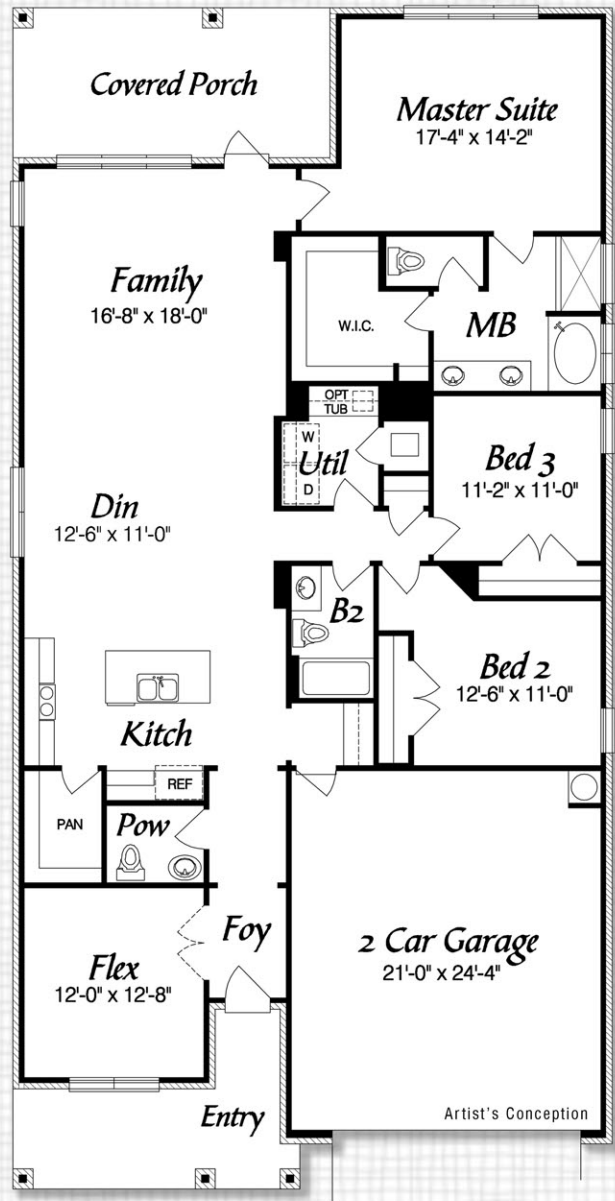 Covered Porch
Master Suite
17'-4" x 14'-2"
Family
16'-8" x 18'-0"
W.I.C.
MB
OPT
TUB
W
Util
D
Bed 3
11'-2" x 11'-0"
Din
12'-6" x 11'-0"
B2
Bed 2
12'-6" x 11'-0"
Kitch
REF
PAN
Pow
Foy
2 Car Garage
21'-0" x 24'-4"
Flex
12'-0" x 12'-8"
Entry
Artist's Conception